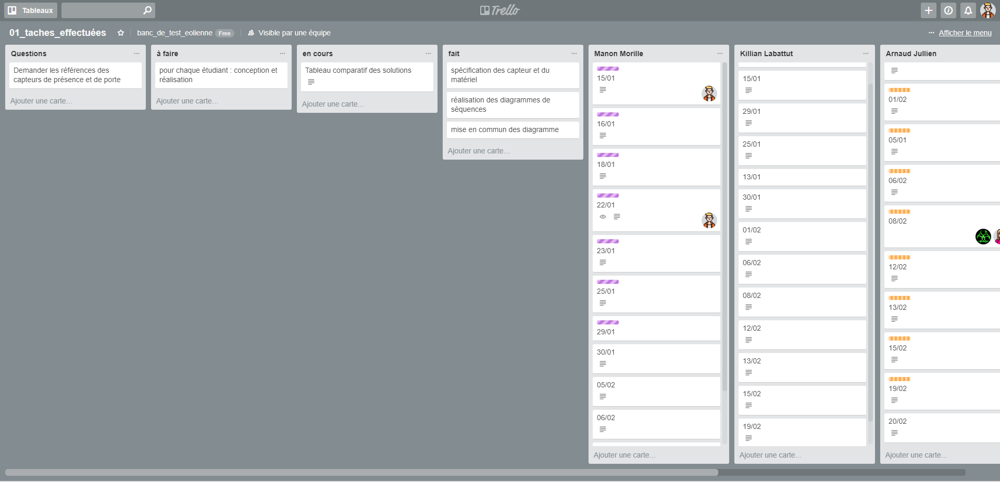 Tableaux
Trello
01_taches_effectuées
banc_de_test_eolienne Free
Visible par une équipe
Afficher le menu
Questions
Demander les références des
capteurs de présence et de porte
Ajouter une carte…
à faire
pour chaque étudiant : conception et
réalisation
Ajouter une carte…
en cours
Tableau comparatif des solutions
Ajouter une carte…
fait
spécification des capteur et du
matériel
réalisation des diagrammes de
séquences
mise en commun des diagramme
Ajouter une carte…
Manon Morille
15/01
16/01
18/01
22/01
23/01
25/01
29/01
30/01
05/02
06/02
Ajouter une carte…
Killian Labattut
15/01
29/01
25/01
13/01
30/01
01/02
06/02
08/02
12/02
13/02
15/02
19/02
Ajouter une carte…
Arnaud Jullien
01/02
05/01
06/02
08/02
12/02
13/02
15/02
19/02
20/02
Ajouter une carte…